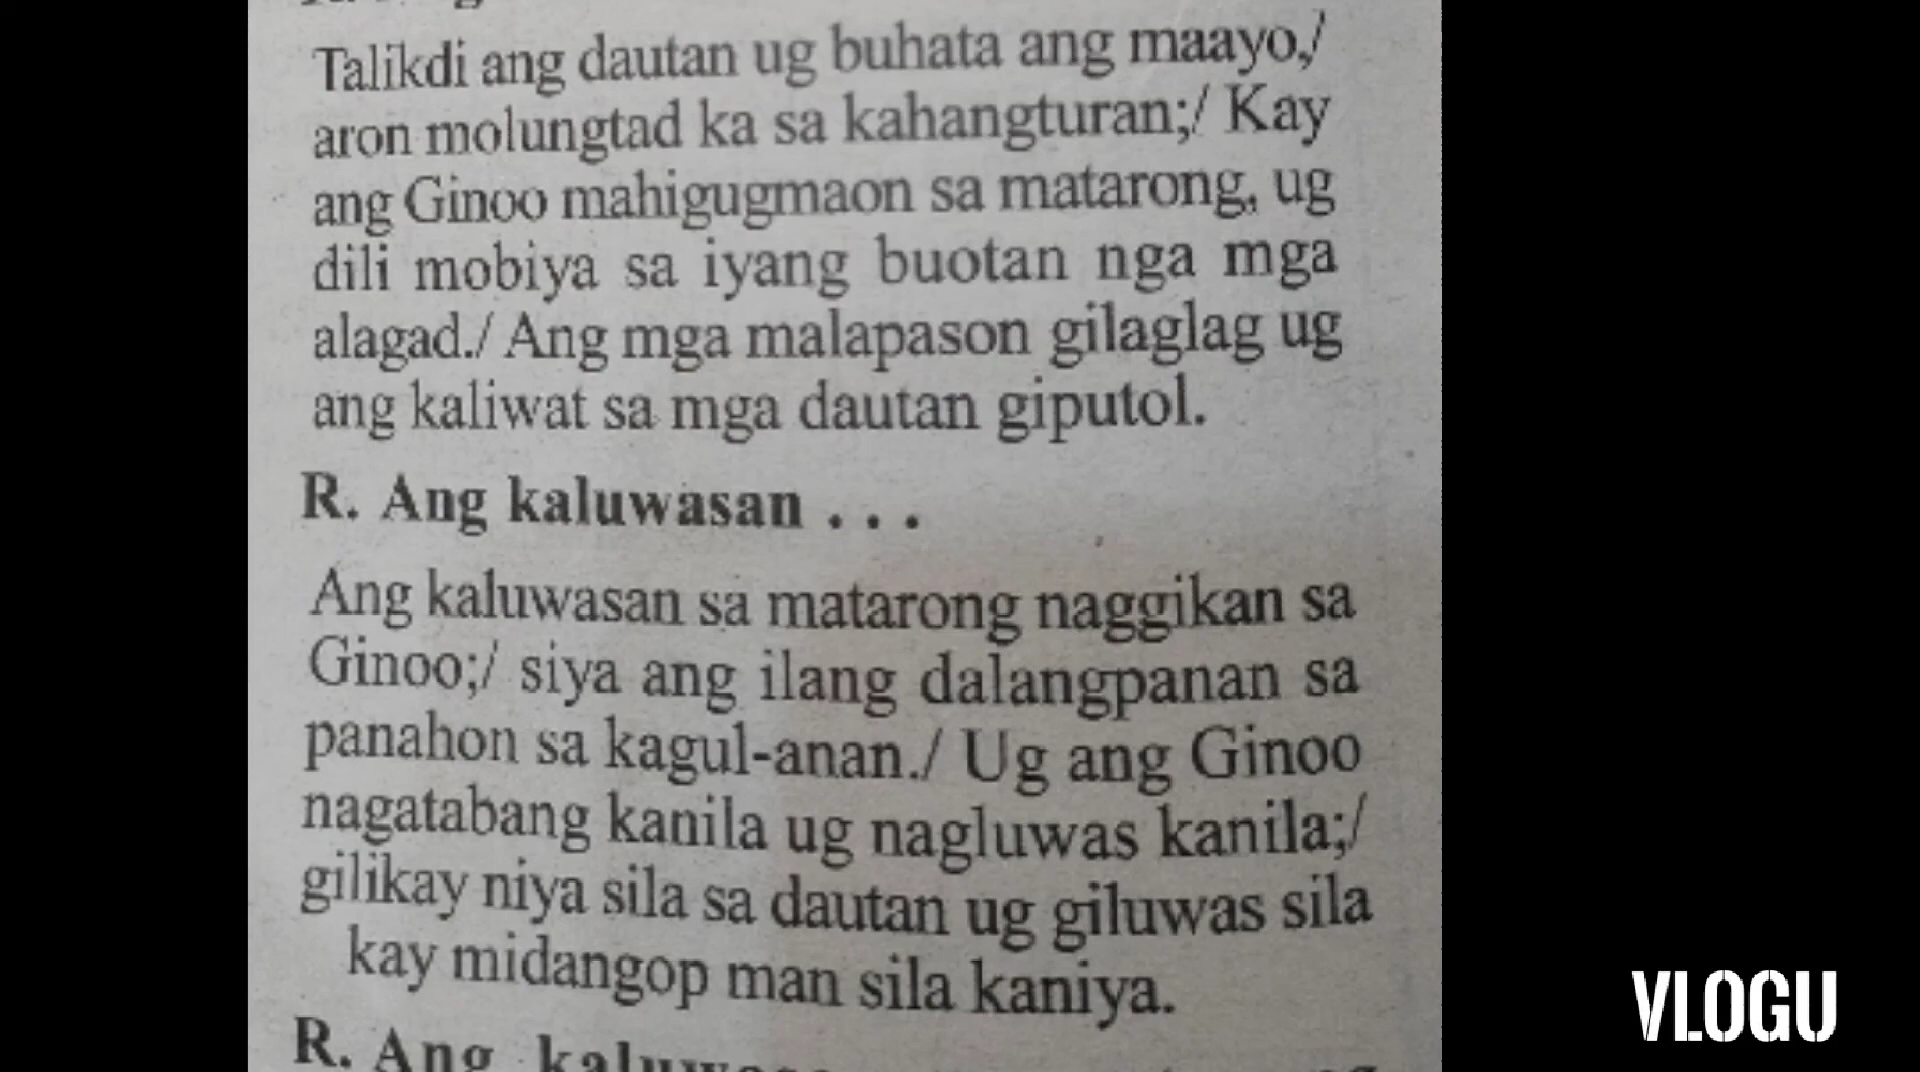 Talikdi ang dautan ug buhata ang maayo,/
aron molungtad ka sa kahangturan;/ Kay
ang Ginoo mahigugmaon sa matarong, ug
dili mobiya sa iyang buotan nga mga
alagad./ Ang mga malapason gilaglag ug
ang kaliwat sa mga dautan giputol.
R. Ang kaluwasan . . .
Ang kaluwasan sa matarong naggikan sa
Ginoo;/ siya ang ilang dalangpanan sa
panahon sa kagul-anan./ Ug ang Ginoo
nagatabang kanila ug nagluwas kanila;/
gilikay niya sila sa dautan ug giluwas sila
kay midangop man sila kaniya.
R. Ang
VLOGU